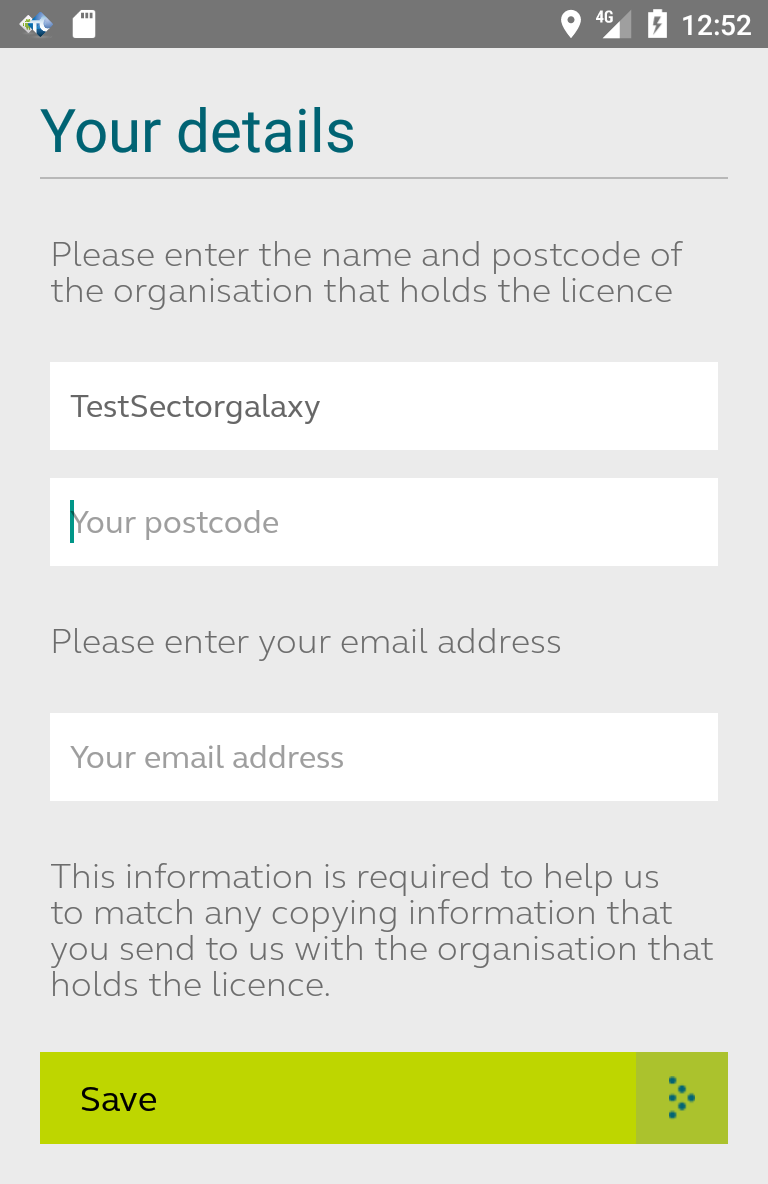 4G 12:52
Your details
Please enter the name and postcode of
the organisation that holds the licence
TestSectorgalaxy
Your postcode
Please enter your email address
Your email address
This information is required to help us
to match any copying information that
you send to us with the organisation that
holds the licence.
Save